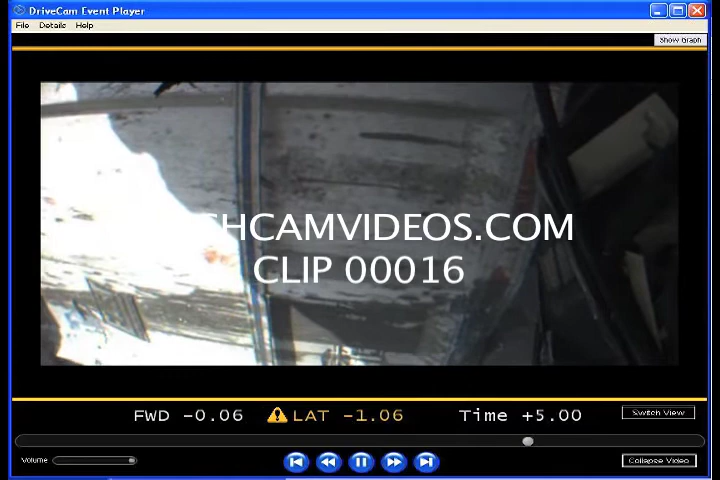 DriveCam Event Player
File Details Help
Show Graph
SHCAMVIDEOS.COM
CLIP 00016
FWD -0.06 LAT -1.06 Time +5.00
Switch View
Volume
Collapse Video